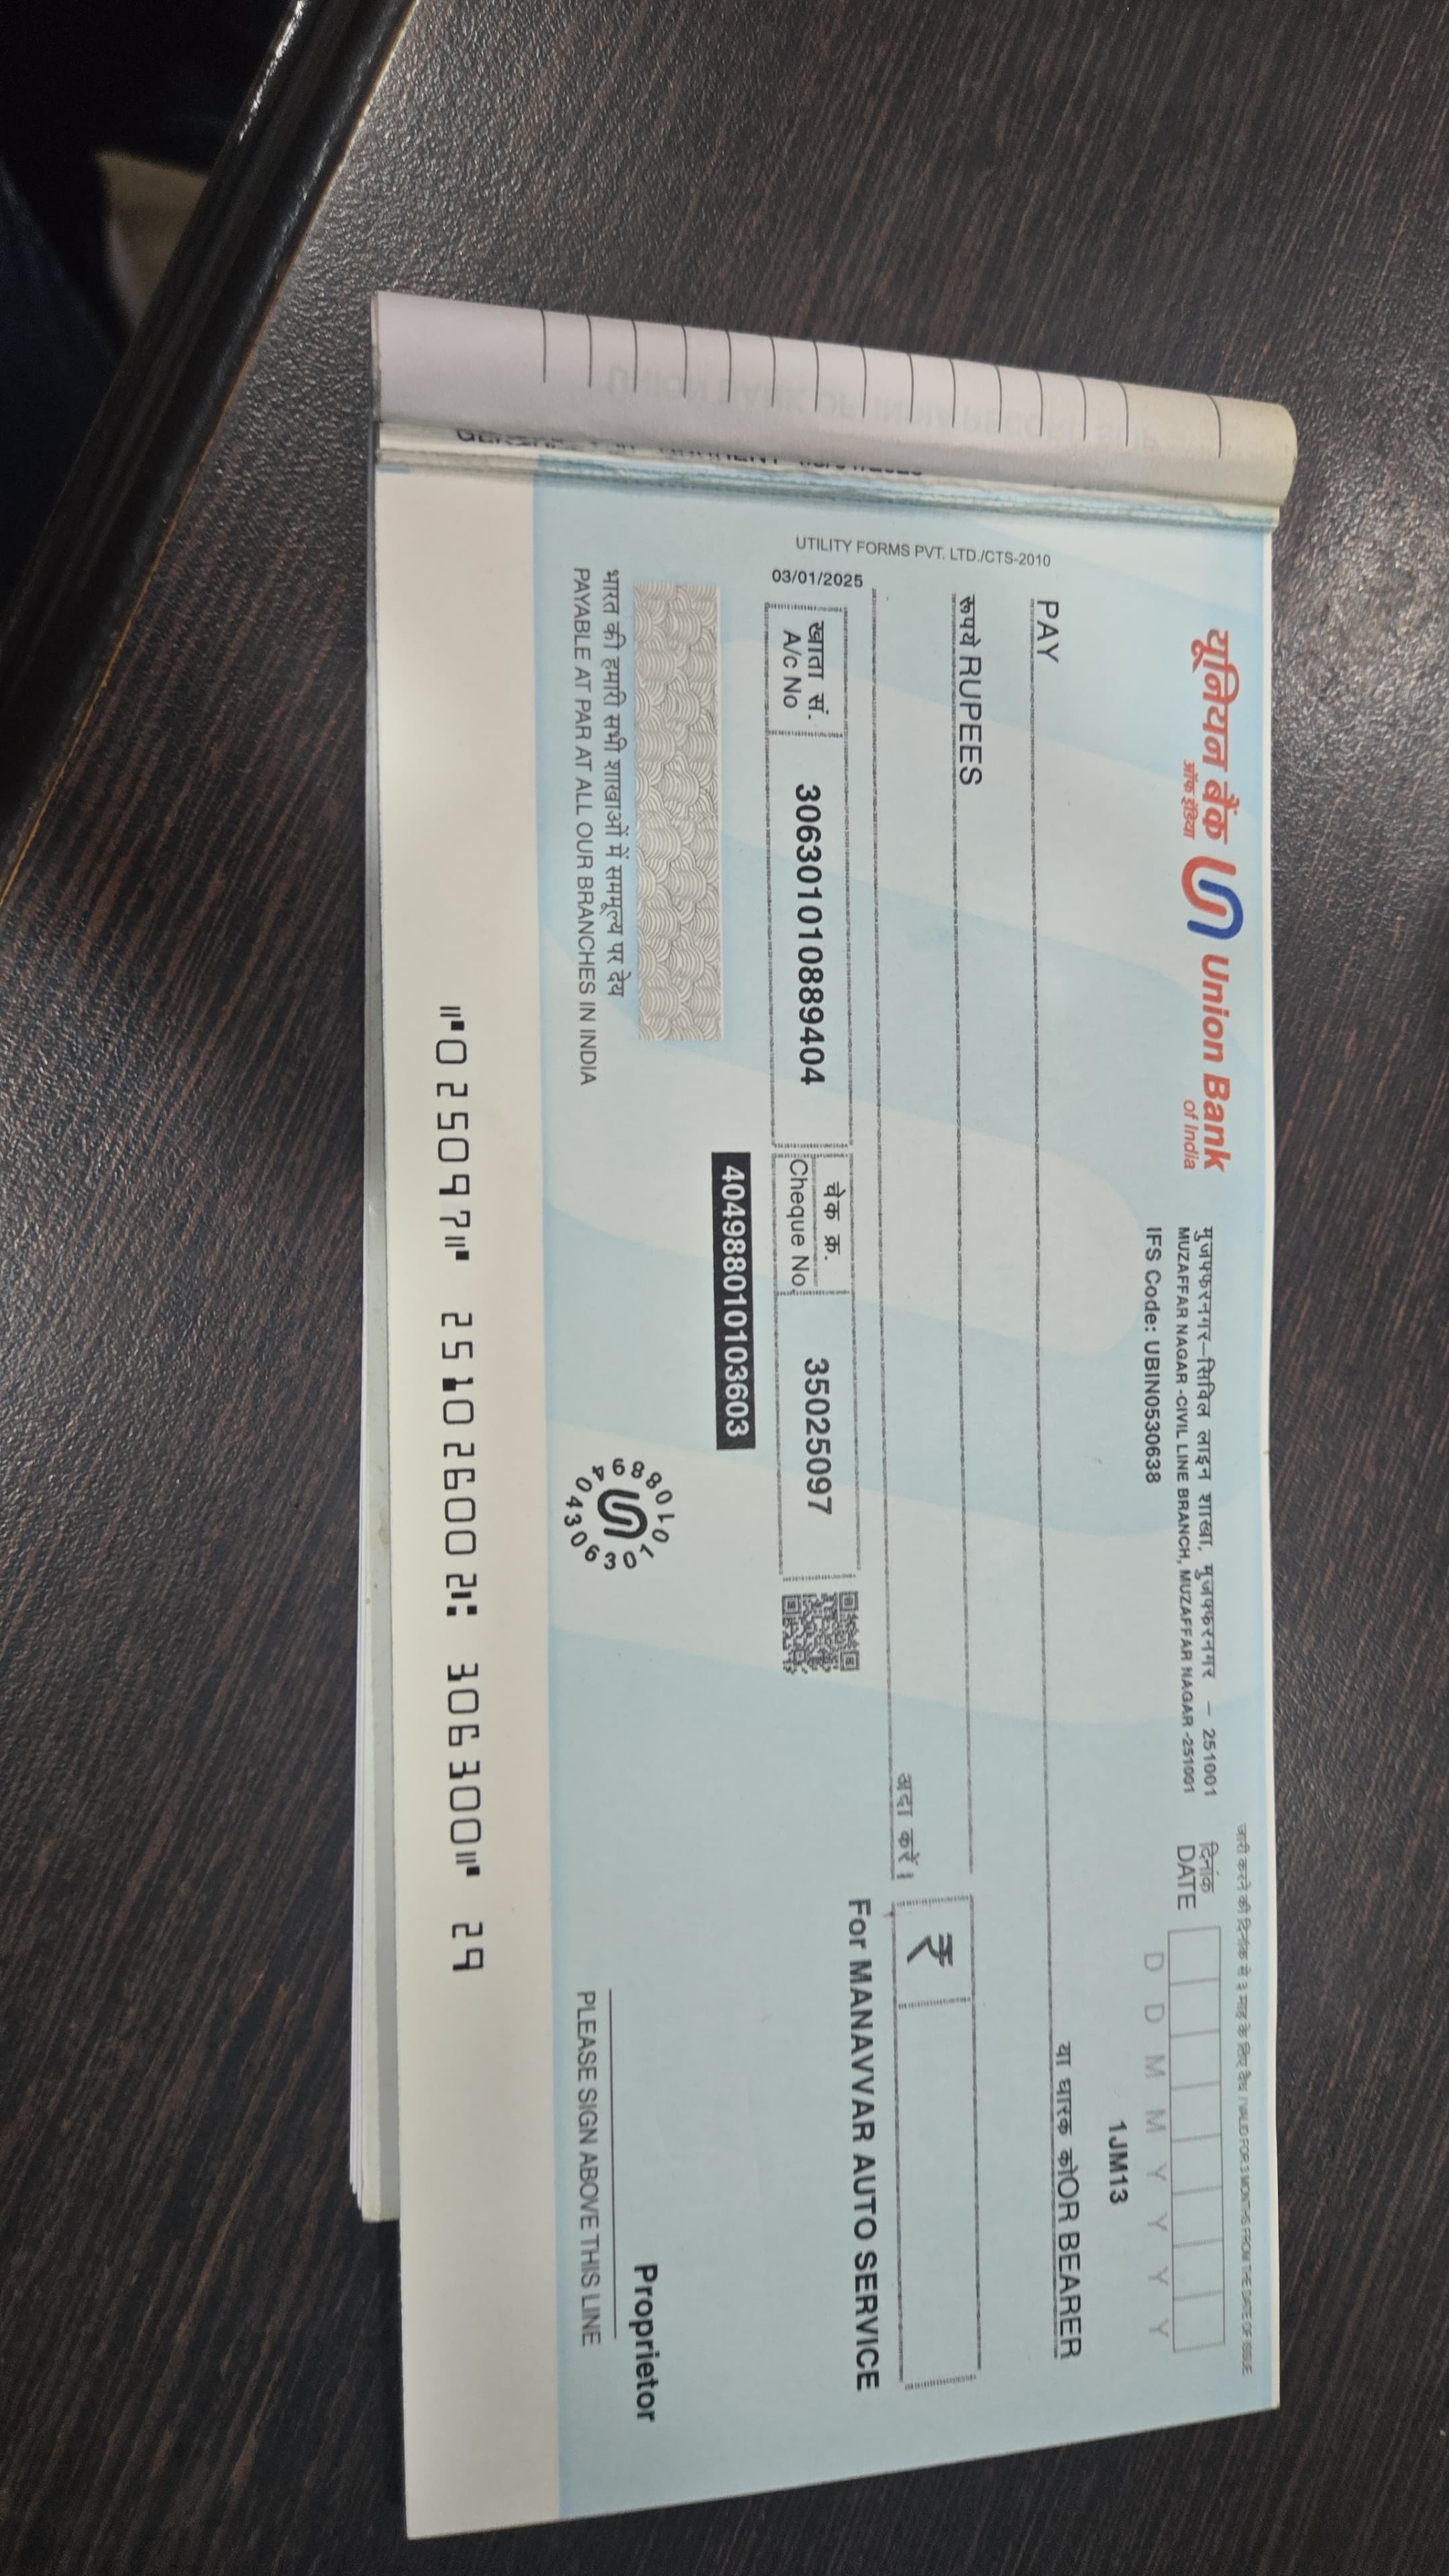 जारी करने की दिनांक से 3 माह के लिए वैध / VALID FOR 3 MONTHS FROM THE DATE OF ISSUE
यूनियन बैंक Union Bank
ऑफ इंडिया of India
मुजफ्फरनगर–सिविल लाइन शाखा, मुजफ्फरनगर – 251001
MUZAFFAR NAGAR -CIVIL LINE BRANCH, MUZAFFAR NAGAR -251001
IFS Code: UBIN0530638
दिनांक
DATE
D D M M Y Y Y Y
1JM13
PAY
या धारक को OR BEARER
रूपये RUPEES
अदा करें।
₹
UTILITY FORMS PVT. LTD./CTS-2010
03/01/2025
खाता सं.
A/c No
306301010889404
चेक क्र.
Cheque No
35025097
For MANAVVAR AUTO SERVICE
404988010103603
404988010103603
Proprietor
भारत की हमारी सभी शाखाओं में सममूल्य पर देय
PAYABLE AT PAR AT ALL OUR BRANCHES IN INDIA
PLEASE SIGN ABOVE THIS LINE
⑈025097⑈ 251026002⑆ 306300⑈ 29